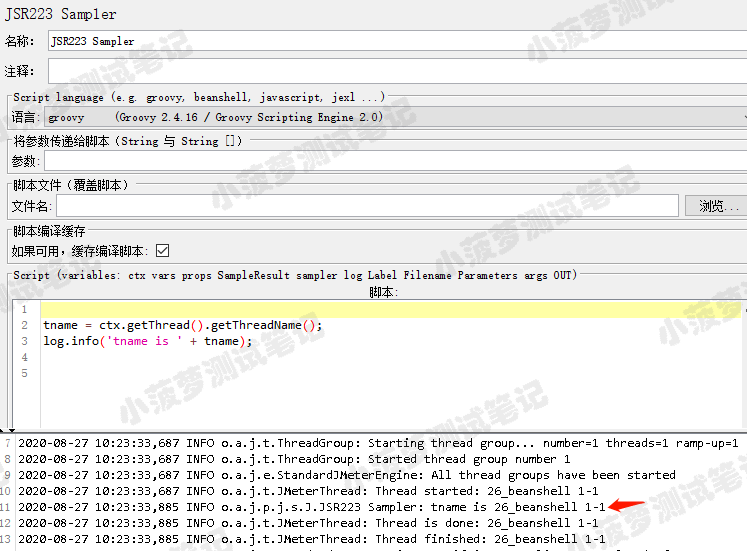 JSR223 Sampler
名称: JSR223 Sampler
注释:
Script language (e.g. groovy, beanshell, javascript, jexl ...)
语言: groovy (Groovy 2.4.16 / Groovy Scripting Engine 2.0)
将参数传递给脚本（String 与 String []）
参数:
脚本文件（覆盖脚本）
文件名: 浏览...
脚本编译缓存
如果可用，缓存编译脚本:
Script (variables: ctx vars props SampleResult sampler log Label Filename Parameters args OUT)
脚本:
1
2 tname = ctx.getThread().getThreadName();
3 log.info('tname is ' + tname);
4
5
7 2020-08-27 10:23:33,687 INFO o.a.j.t.ThreadGroup: Starting thread group... number=1 threads=1 ramp-up=1
8 2020-08-27 10:23:33,687 INFO o.a.j.t.ThreadGroup: Started thread group number 1
9 2020-08-27 10:23:33,687 INFO o.a.j.e.StandardJMeterEngine: All thread groups have been started
10 2020-08-27 10:23:33,687 INFO o.a.j.t.JMeterThread: Thread started: 26_beanshell 1-1
11 2020-08-27 10:23:33,885 INFO o.a.j.p.j.s.J.JSR223 Sampler: tname is 26_beanshell 1-1
12 2020-08-27 10:23:33,885 INFO o.a.j.t.JMeterThread: Thread is done: 26_beanshell 1-1
13 2020-08-27 10:23:33,885 INFO o.a.j.t.JMeterThread: Thread finished: 26_beanshell 1-1
小菠萝测试笔记